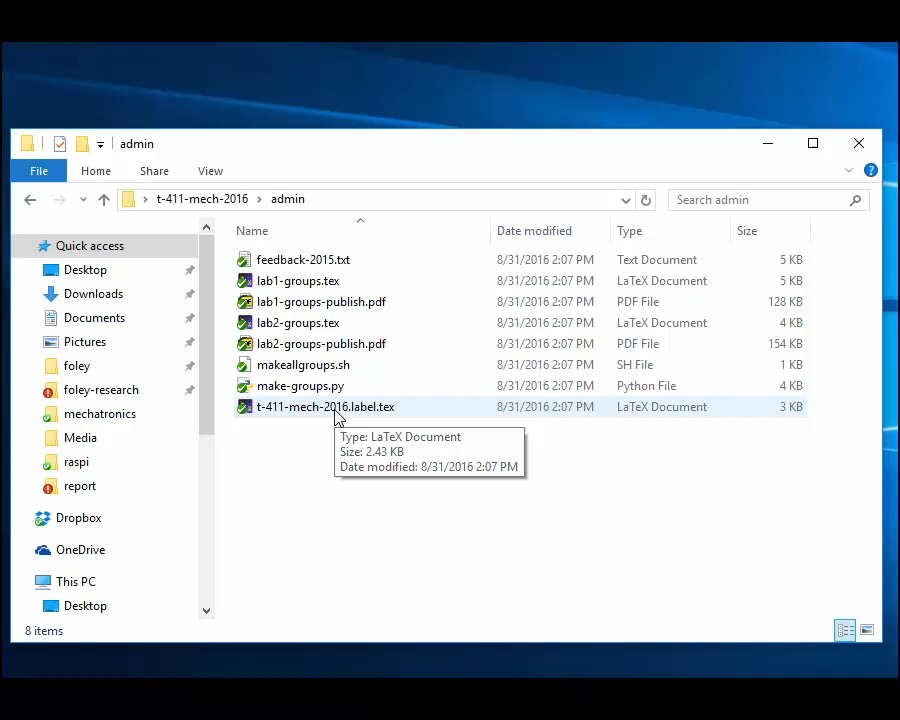 admin
File Home Share View
t-411-mech-2016 admin
Search admin
Name Date modified Type Size
Quick access
Desktop
Downloads
Documents
Pictures
foley
foley-research
mechatronics
Media
raspi
report
Dropbox
OneDrive
This PC
Desktop
feedback-2015.txt 8/31/2016 2:07 PM Text Document 5 KB
lab1-groups.tex 8/31/2016 2:07 PM LaTeX Document 5 KB
lab1-groups-publish.pdf 8/31/2016 2:07 PM PDF File 128 KB
lab2-groups.tex 8/31/2016 2:07 PM LaTeX Document 4 KB
lab2-groups-publish.pdf 8/31/2016 2:07 PM PDF File 154 KB
makeallgroups.sh 8/31/2016 2:07 PM SH File 1 KB
make-groups.py 8/31/2016 2:07 PM Python File 4 KB
t-411-mech-2016.label.tex 8/31/2016 2:07 PM LaTeX Document 3 KB
Type: LaTeX Document
Size: 2.43 KB
Date modified: 8/31/2016 2:07 PM
8 items